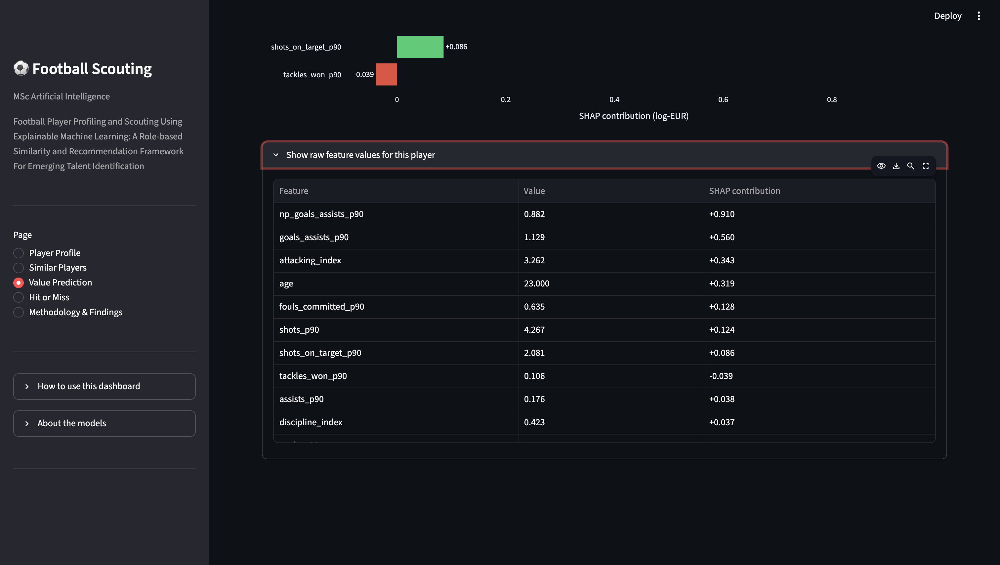 Deploy
⚽ Football Scouting
MSc Artificial Intelligence
Football Player Profiling and Scouting Using
Explainable Machine Learning: A Role-based
Similarity and Recommendation Framework
For Emerging Talent Identification
Page
Player Profile
Similar Players
Value Prediction
Hit or Miss
Methodology & Findings
How to use this dashboard
About the models
shots_on_target_p90 +0.086
tackles_won_p90 -0.039
0 0.2 0.4 0.6 0.8
SHAP contribution (log-EUR)
Show raw feature values for this player
Feature Value SHAP contribution
np_goals_assists_p90 0.882 +0.910
goals_assists_p90 1.129 +0.560
attacking_index 3.262 +0.343
age 23.000 +0.319
fouls_committed_p90 0.635 +0.128
shots_p90 4.267 +0.124
shots_on_target_p90 2.081 +0.086
tackles_won_p90 0.106 -0.039
assists_p90 0.176 +0.038
discipline_index 0.423 +0.037